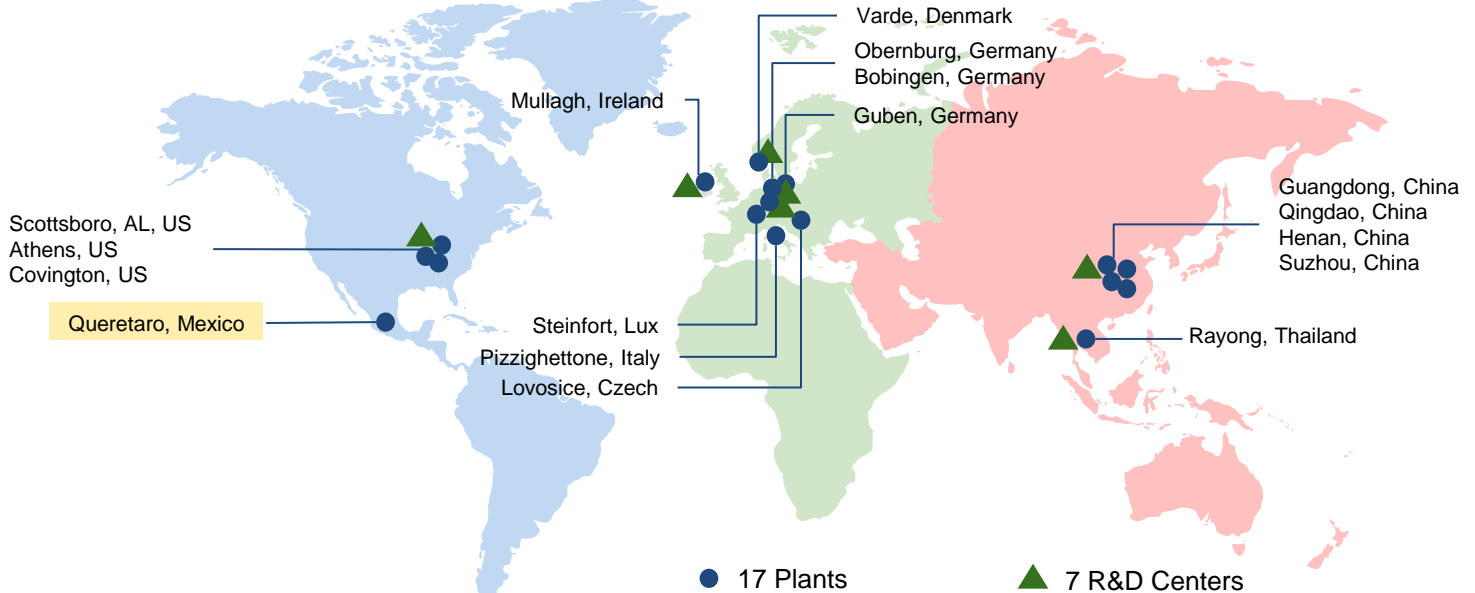 Varde, Denmark
Obernburg, Germany
Bobingen, Germany
Mullagh, Ireland
Guben, Germany
Guangdong, China
Qingdao, China
Henan, China
Suzhou, China
Scottsboro, AL, US
Athens, US
Covington, US
Queretaro, Mexico
Steinfort, Lux
Pizzighettone, Italy
Lovosice, Czech
Rayong, Thailand
17 Plants
7 R&D Centers